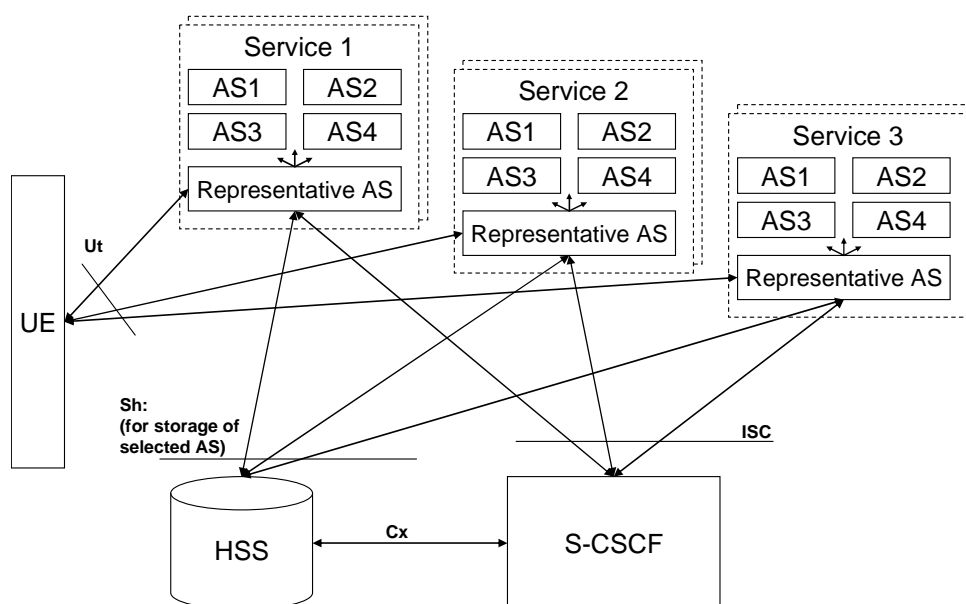 Service 1
AS1
AS2
AS3
AS4
Representative AS
Service 2
AS1
AS2
AS3
AS4
Representative AS
Service 3
AS1
AS2
AS3
AS4
Representative AS
Ut
UE
Sh:
(for storage of
selected AS)
ISC
HSS
Cx
S-CSCF